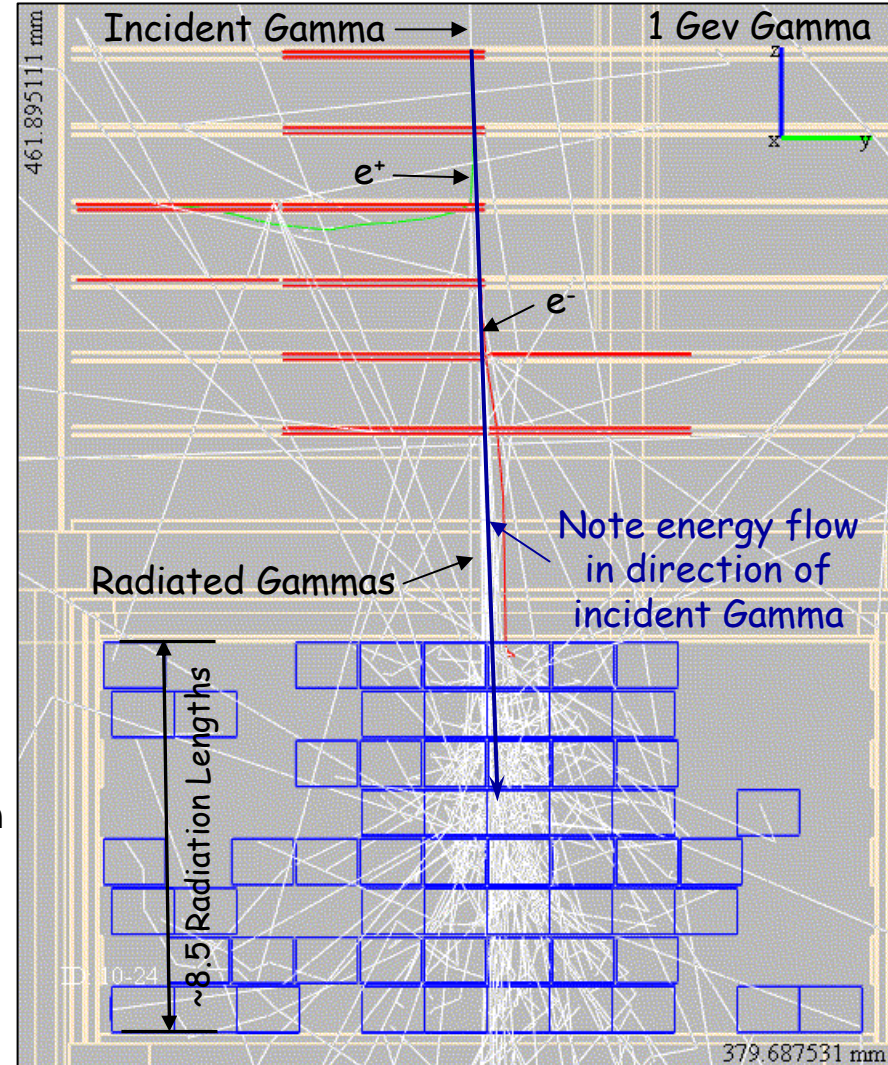 Incident Gamma
1 Gev Gamma
461.895111 mm
z
x
y
e+
e-
Note energy flow
in direction of
incident Gamma
Radiated Gammas
~8.5 Radiation Lengths
ID: 10-24
379.687531 mm
n